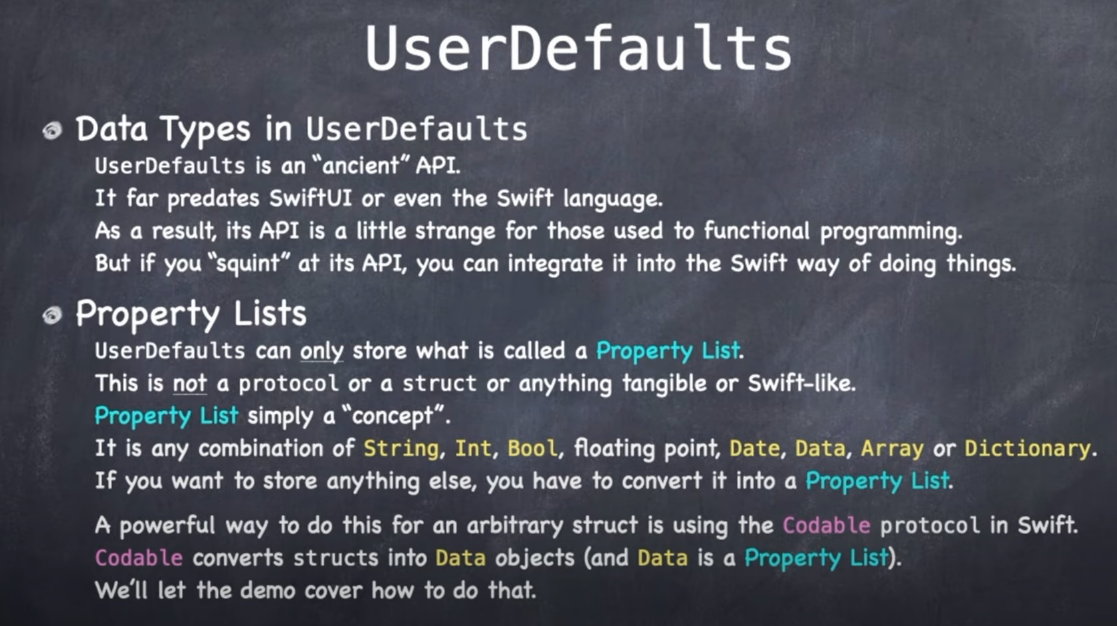 UserDefaults
Data Types in UserDefaults
UserDefaults is an “ancient” API.
It far predates SwiftUI or even the Swift language.
As a result, its API is a little strange for those used to functional programming.
But if you “squint” at its API, you can integrate it into the Swift way of doing things.
Property Lists
UserDefaults can only store what is called a Property List.
This is not a protocol or a struct or anything tangible or Swift-like.
Property List simply a “concept”.
It is any combination of String, Int, Bool, floating point, Date, Data, Array or Dictionary.
If you want to store anything else, you have to convert it into a Property List.
A powerful way to do this for an arbitrary struct is using the Codable protocol in Swift.
Codable converts structs into Data objects (and Data is a Property List).
We’ll let the demo cover how to do that.